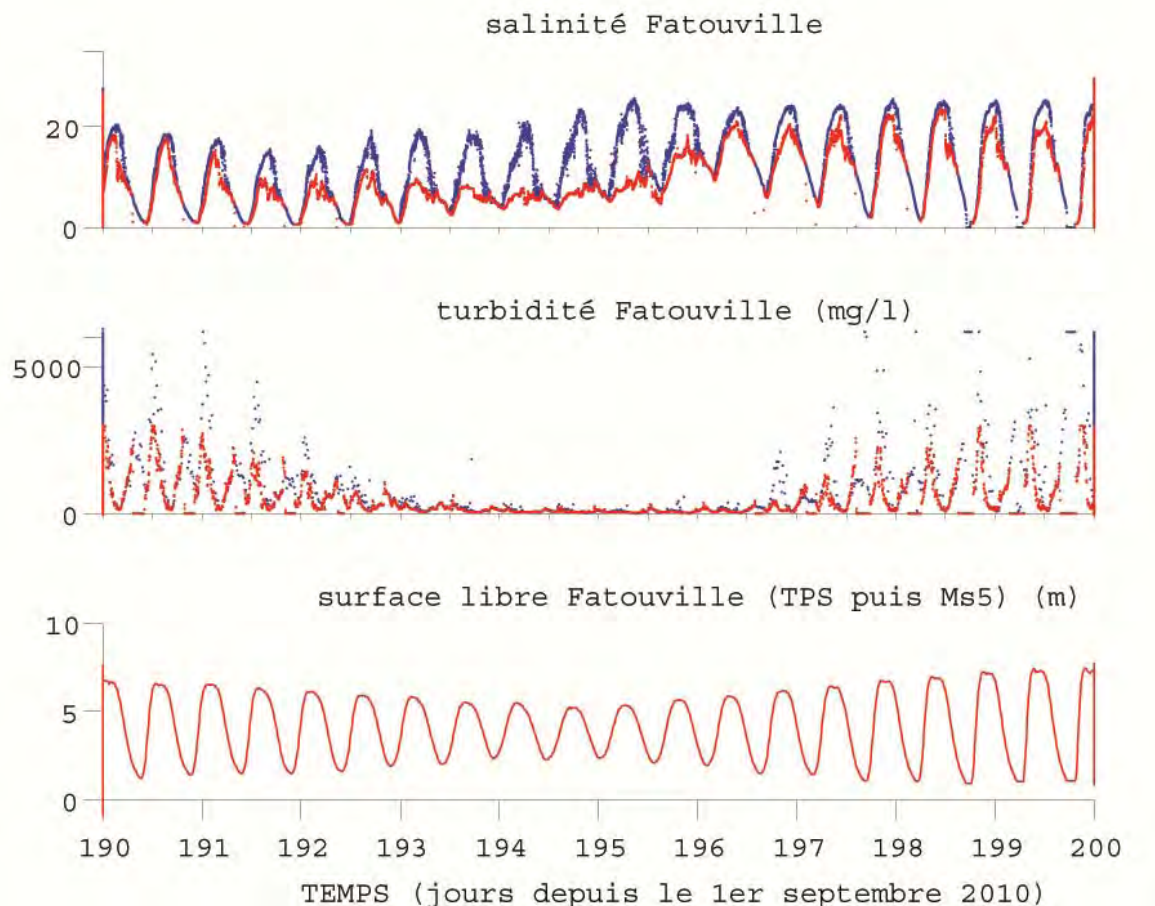 salinité Fatouville
20
0
turbidité Fatouville (mg/l)
5000
0
surface libre Fatouville (TPS puis Ms5) (m)
10
5
0
190 191 192 193 194 195 196 197 198 199 200
TEMPS (jours depuis le 1er septembre 2010)